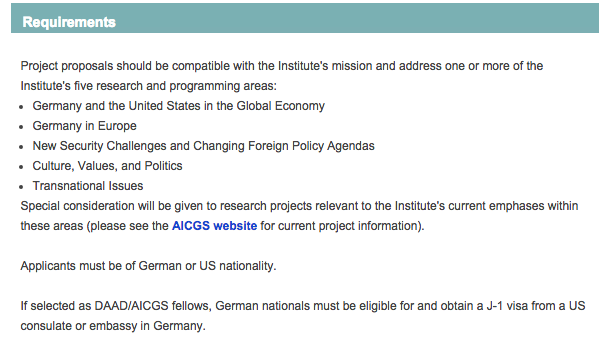 Requirements
Project proposals should be compatible with the Institute's mission and address one or more of the
Institute's five research and programming areas:
• Germany and the United States in the Global Economy
• Germany in Europe
• New Security Challenges and Changing Foreign Policy Agendas
• Culture, Values, and Politics
• Transnational Issues
Special consideration will be given to research projects relevant to the Institute's current emphases within
these areas (please see the AICGS website for current project information).
Applicants must be of German or US nationality.
If selected as DAAD/AICGS fellows, German nationals must be eligible for and obtain a J-1 visa from a US
consulate or embassy in Germany.